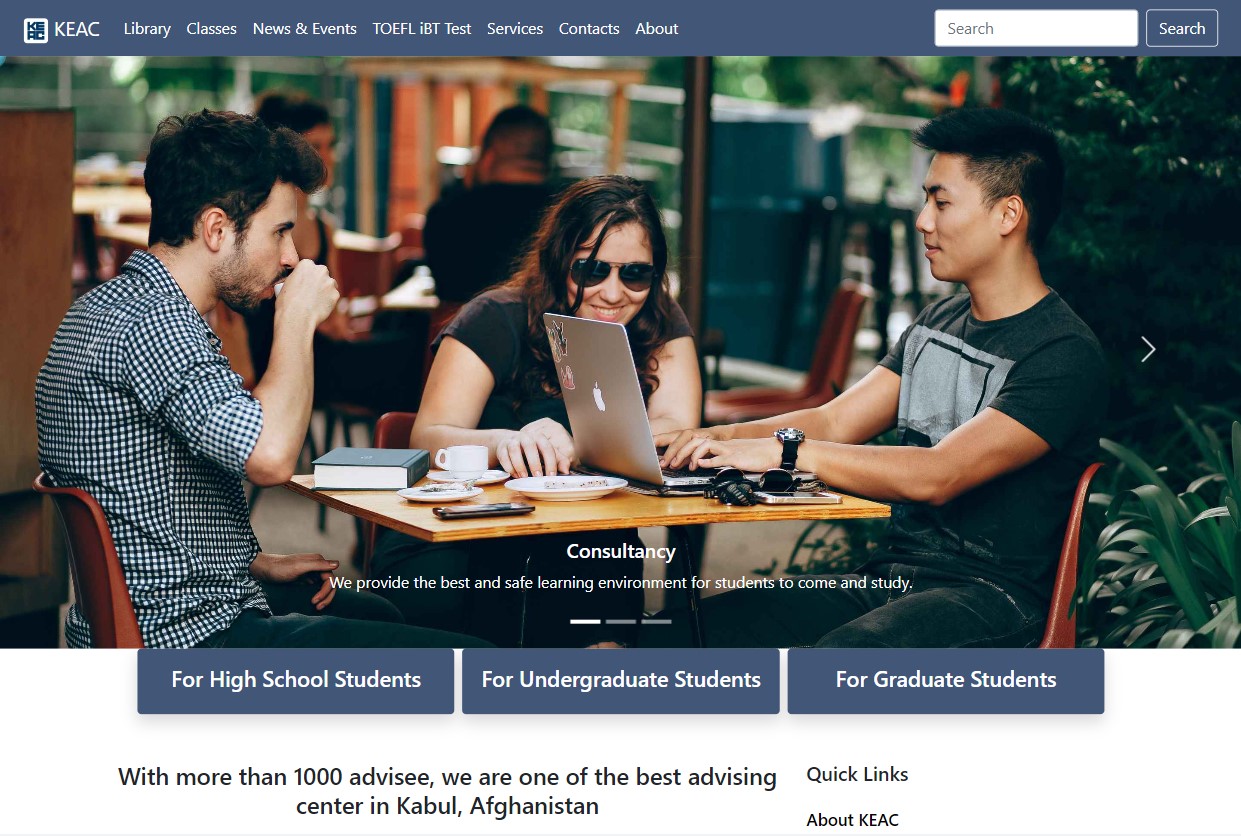 KEAC KEAC Library Classes News & Events TOEFL iBT Test Services Contacts About Search Search
Consultancy
We provide the best and safe learning environment for students to come and study.
For High School Students For Undergraduate Students For Graduate Students
With more than 1000 advisee, we are one of the best advising
center in Kabul, Afghanistan
Quick Links
About KEAC